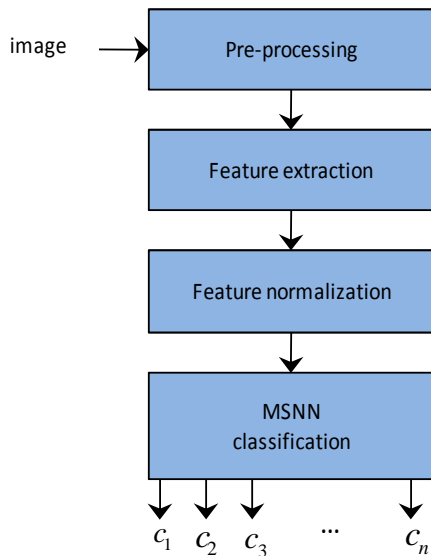 image
Pre-processing
Feature extraction
Feature normalization
MSNN
classification
c1 c2 c3 ... cn